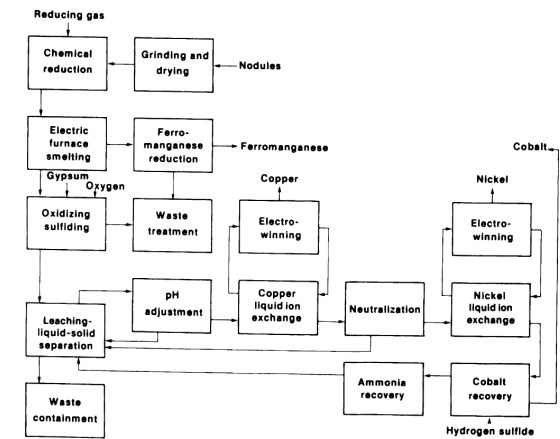 Reducing gas
Chemical
reduction
Grinding and
drying
Nodules
Electric
furnace
smelting
Ferro-
manganese
reduction
Ferromanganese
Cobalt
Gypsum
Oxygen
Copper
Nickel
Oxidizing
sulfiding
Waste
treatment
Electro-
winning
Electro-
winning
pH
adjustment
Copper
liquid ion
exchange
Neutralization
Nickel
liquid ion
exchange
Leaching-
liquid-solid
separation
Ammonia
recovery
Cobalt
recovery
Waste
containment
Hydrogen sulfide